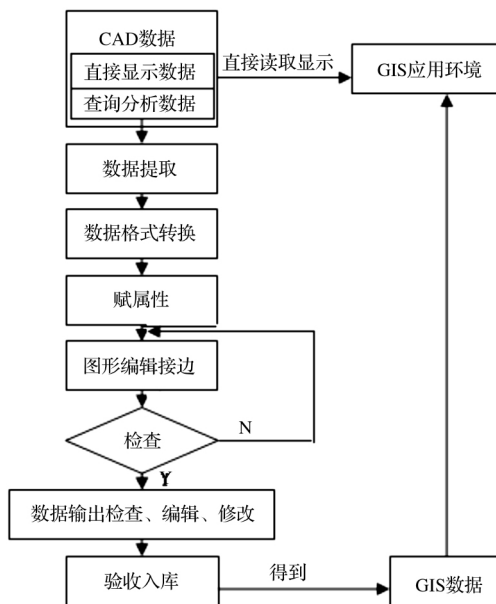 CAD数据
直接显示数据
查询分析数据
直接读取显示
GIS应用环境
数据提取
数据格式转换
赋属性
图形编辑接边
检查
N
Y
数据输出检查、编辑、修改
验收入库
得到
GIS数据